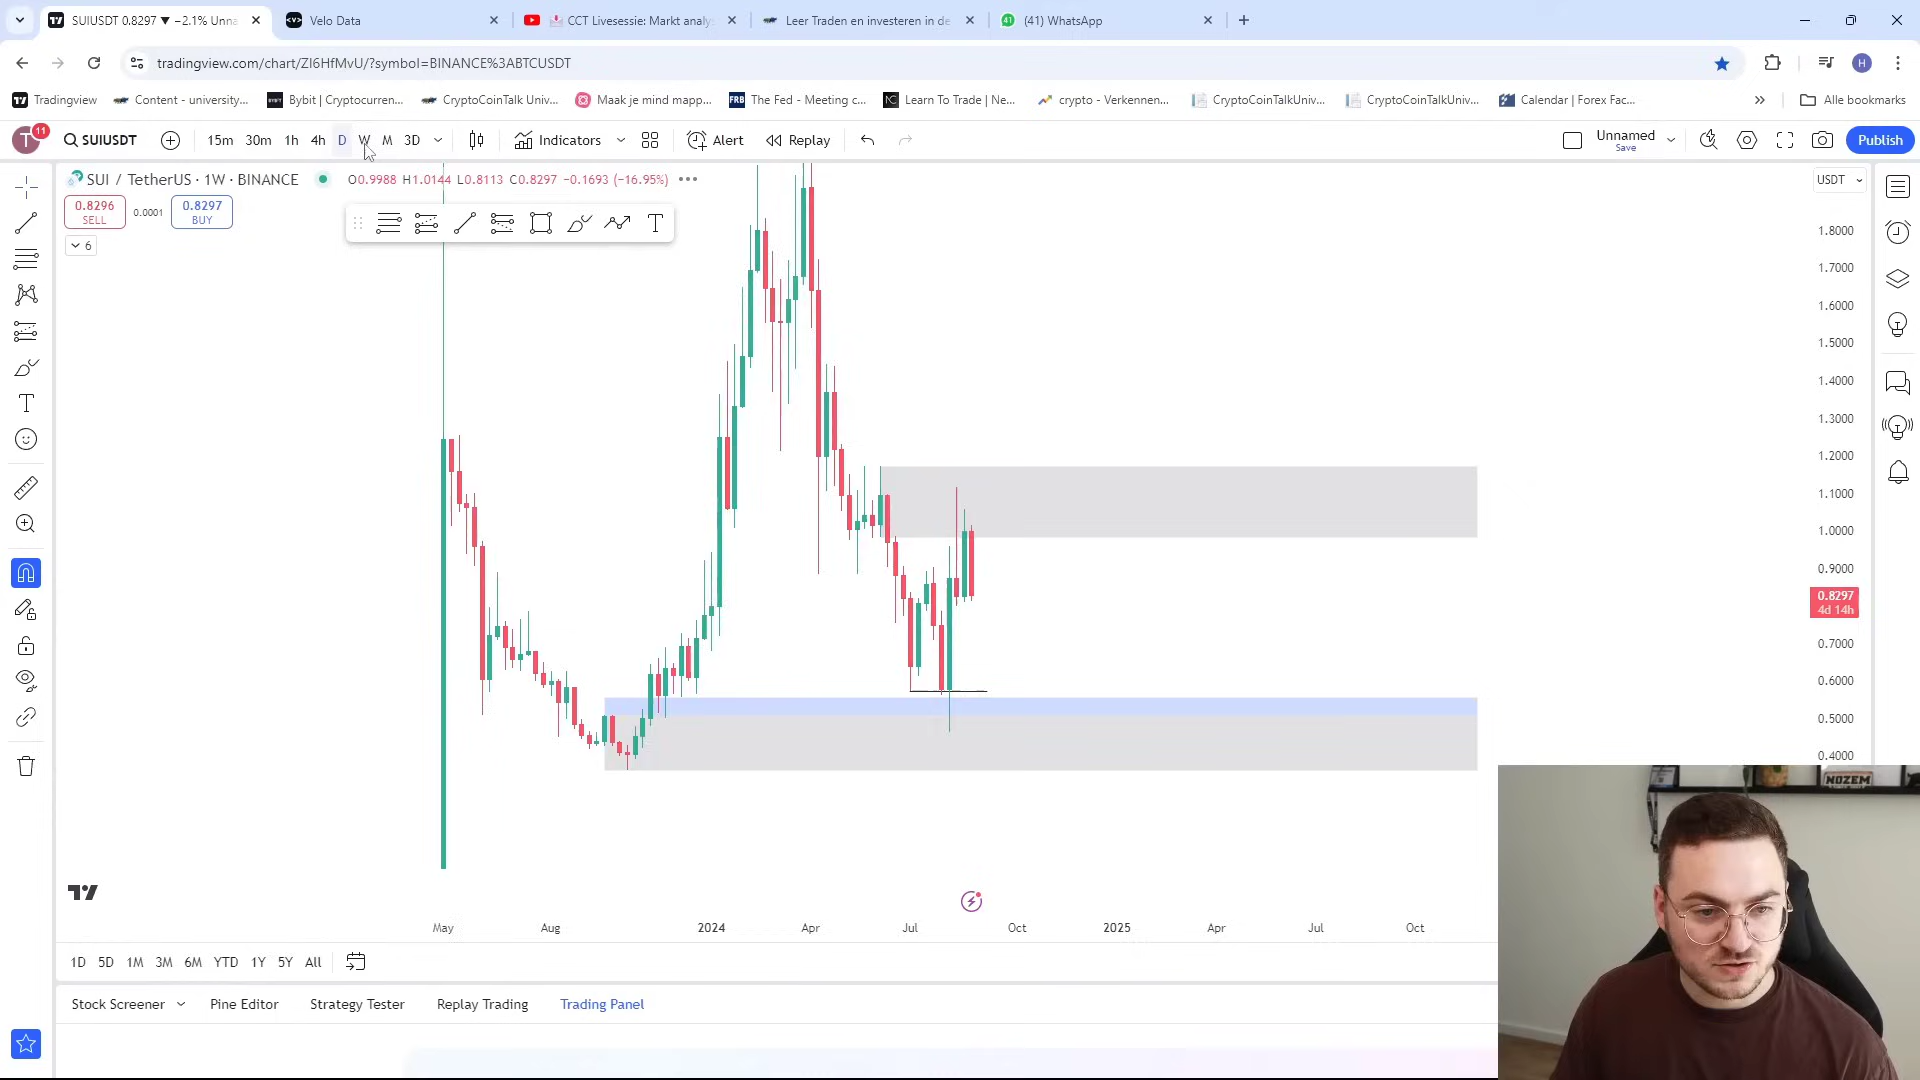 SUIUSDT 0.8297 ▼ −2.1% Unna
Velo Data
CCT Livesessie: Markt analys
Leer Traden en investeren in de
(41) WhatsApp
tradingview.com/chart/ZI6HfMvU/?symbol=BINANCE%3ABTCUSDT
Tradingview
Content - university...
Bybit | Cryptocurren...
CryptoCoinTalk Univ...
Maak je mind mapp...
FRB
The Fed - Meeting c...
Learn To Trade | Ne...
crypto - Verkennen...
CryptoCoinTalkUniv...
CryptoCoinTalkUniv...
Calendar | Forex Fac...
Alle bookmarks
T 11
SUIUSDT
15m 30m 1h 4h D W M 3D
Indicators
Alert
Replay
Unnamed
Save
Publish
SUI / TetherUS · 1W · BINANCE
O0.9988 H1.0144 L0.8113 C0.8297 −0.1693 (−16.95%)
USDT
0.8296
SELL
0.0001
0.8297
BUY
6
1.8000
1.7000
1.6000
1.5000
1.4000
1.3000
1.2000
1.1000
1.0000
0.9000
0.8297
4d 14h
0.7000
0.6000
0.5000
0.4000
May Aug 2024 Apr Jul Oct 2025 Apr Jul Oct
1D 5D 1M 3M 6M YTD 1Y 5Y All
Stock Screener
Pine Editor
Strategy Tester
Replay Trading
Trading Panel
NOZEM